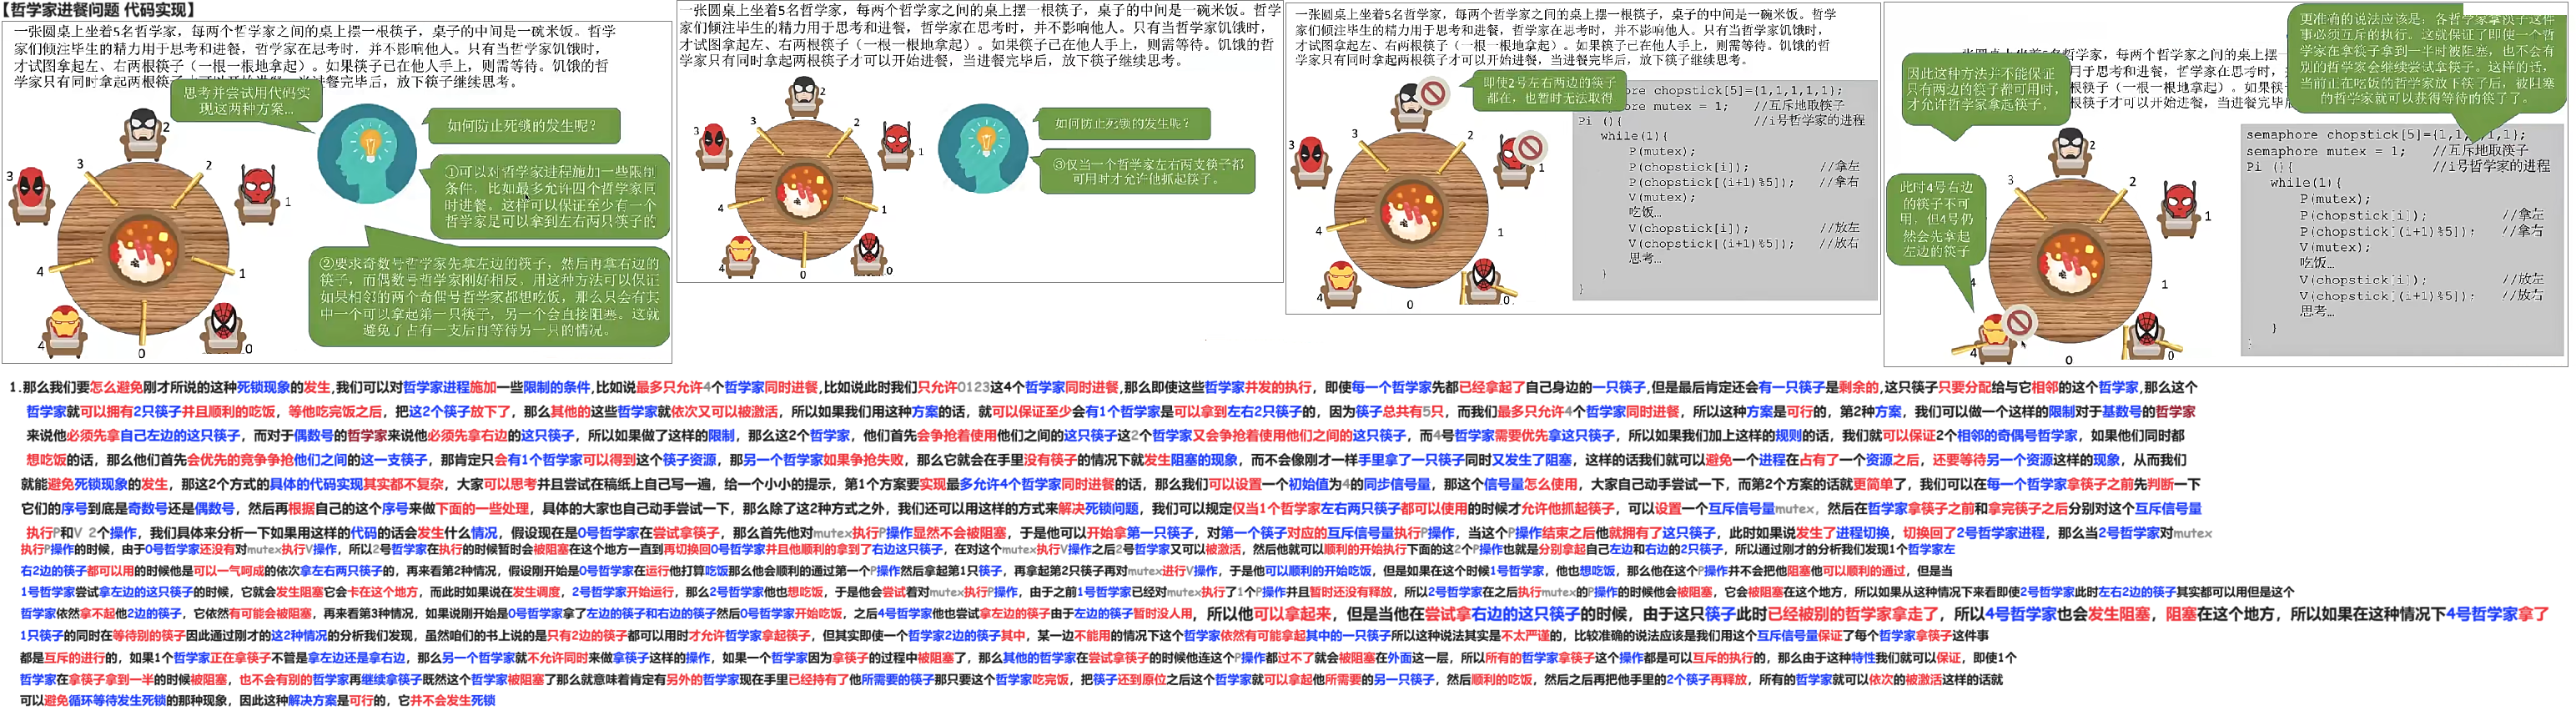 【哲学家进餐问题 代码实现】
一张圆桌上坐着5名哲学家，每两个哲学家之间的桌上摆一根筷子，桌子的中间是一碗米饭。哲学
家们倾注毕生的精力用于思考和进餐，哲学家在思考时，并不影响他人。只有当哲学家饥饿时，
才试图拿起左、右两根筷子（一根一根地拿起）。如果筷子已在他人手上，则需等待。饥饿的哲
学家只有同时拿起两根筷子才可以开始进餐，当进餐完毕后，放下筷子继续思考。
思考并尝试用代码实
现这两种方案...
如何防止死锁的发生呢？
①可以对哲学家进程施加一些限制
条件，比如最多允许四个哲学家同
时进餐。这样可以保证至少有一个
哲学家是可以拿到左右两只筷子的
②要求奇数号哲学家先拿左边的筷子，然后再拿右边的
筷子，而偶数号哲学家刚好相反。用这种方法可以保证
如果相邻的两个奇偶号哲学家都想吃饭，那么只会有其
中一个可以拿起第一只筷子，另一个会直接阻塞。这就
避免了占有一支后再等待另一只的情况。
2
3
2
3
1
4
1
4
0
0
一张圆桌上坐着5名哲学家，每两个哲学家之间的桌上摆一根筷子，桌子的中间是一碗米饭。哲学
家们倾注毕生的精力用于思考和进餐，哲学家在思考时，并不影响他人。只有当哲学家饥饿时，
才试图拿起左、右两根筷子（一根一根地拿起）。如果筷子已在他人手上，则需等待。饥饿的哲
学家只有同时拿起两根筷子才可以开始进餐，当进餐完毕后，放下筷子继续思考。
如何防止死锁的发生呢？
③仅当一个哲学家左右两支筷子都
可用时才允许他抓起筷子。
2
3
2
3
1
4
1
4
0
0
一张圆桌上坐着5名哲学家，每两个哲学家之间的桌上摆一根筷子，桌子的中间是一碗米饭。哲学
家们倾注毕生的精力用于思考和进餐，哲学家在思考时，并不影响他人。只有当哲学家饥饿时，
才试图拿起左、右两根筷子（一根一根地拿起）。如果筷子已在他人手上，则需等待。饥饿的哲
学家只有同时拿起两根筷子才可以开始进餐，当进餐完毕后，放下筷子继续思考。
即使2号左右两边的筷子
都在，也暂时无法取得
ore chopstick[5]={1,1,1,1,1};
ore mutex = 1; //互斥地取筷子
Pi (){ //i号哲学家的进程
while(1){
P(mutex);
P(chopstick[i]); //拿左
P(chopstick[(i+1)%5]); //拿右
V(mutex);
吃饭…
V(chopstick[i]); //放左
V(chopstick[(i+1)%5]); //放右
思考…
}
}
3
2
3
1
4
1
4
0
0
更准确的说法应该是：各哲学家拿筷子这件
事必须互斥的执行。这就保证了即使一个哲
学家在拿筷子拿到一半时被阻塞，也不会有
别的哲学家会继续尝试拿筷子。这样的话，
当前正在吃饭的哲学家放下筷子后，被阻塞
的哲学家就可以获得等待的筷子了。
因此这种方法并不能保证
只有两边的筷子都可用时，
才允许哲学家拿起筷子。
此时4号右边
的筷子不可
用，但4号仍
然会先拿起
左边的筷子
semaphore chopstick[5]={1,1,1,1,1};
semaphore mutex = 1; //互斥地取筷子
Pi (){ //i号哲学家的进程
while(1){
P(mutex);
P(chopstick[i]); //拿左
P(chopstick[(i+1)%5]); //拿右
V(mutex);
吃饭…
V(chopstick[i]); //放左
V(chopstick[(i+1)%5]); //放右
思考…
}
2
3
2
1
1
4
0
0
1.那么我们要怎么避免刚才所说的这种死锁现象的发生,我们可以对哲学家进程施加一些限制的条件,比如说最多只允许4个哲学家同时进餐,比如说此时我们只允许0123这4个哲学家同时进餐,那么即使这些哲学家并发的执行，即使每一个哲学家先都已经拿起了自己身边的一只筷子,但是最后肯定还会有一只筷子是剩余的,这只筷子只要分配给与它相邻的这个哲学家,那么这个
哲学家就可以拥有2只筷子并且顺利的吃饭，等他吃完饭之后，把这2个筷子放下了，那么其他的这些哲学家就依次又可以被激活，所以如果我们用这种方案的话，就可以保证至少会有1个哲学家是可以拿到左右2只筷子的，因为筷子总共有5只，而我们最多只允许4个哲学家同时进餐，所以这种方案是可行的，第2种方案，我们可以做一个这样的限制对于基数号的哲学家
来说他必须先拿自己左边的这只筷子，而对于偶数号的哲学家来说他必须先拿右边的这只筷子，所以如果做了这样的限制，那么这2个哲学家，他们首先会争抢着使用他们之间的这只筷子这2个哲学家又会争抢着使用他们之间的这只筷子，而4号哲学家需要优先拿这只筷子，所以如果我们加上这样的规则的话，我们就可以保证2个相邻的奇偶号哲学家，如果他们同时都
想吃饭的话，那么他们首先会优先的竞争争抢他们之间的这一支筷子，那肯定只会有1个哲学家可以得到这个筷子资源，那另一个哲学家如果争抢失败，那么它就会在手里没有筷子的情况下就发生阻塞的现象，而不会像刚才一样手里拿了一只筷子同时又发生了阻塞，这样的话我们就可以避免一个进程在占有了一个资源之后，还要等待另一个资源这样的现象，从而我们
就能避免死锁现象的发生，那这2个方式的具体的代码实现其实都不复杂，大家可以思考并且尝试在稿纸上自己写一遍，给一个小小的提示，第1个方案要实现最多允许4个哲学家同时进餐的话，那么我们可以设置一个初始值为4的同步信号量，那这个信号量怎么使用，大家自己动手尝试一下，而第2个方案的话就更简单了，我们可以在每一个哲学家拿筷子之前先判断一下
它们的序号到底是奇数还是偶数，然后再根据自己的这个序号来做下面的一些处理，具体的大家也自己动手尝试一下，那么除了这2种方式之外，我们还可以用这样的方式来解决死锁问题，我们可以规定仅当1个哲学家左右两只筷子都可以使用的时候才允许他抓起筷子，可以设置一个互斥信号量mutex，然后在哲学家拿筷子之前和拿完筷子之后分别对这个互斥信号量
执行P和V 2个操作，我们具体来分析一下如果用这样的代码的话会发生什么情况，假设现在是0号哲学家在尝试拿筷子，那么首先他对mutex执行P操作显然不会被阻塞，于是他可以开始拿第一只筷子，对第一个筷子对应的互斥信号量执行P操作，当这个P操作结束之后他就拥有了这只筷子，此时如果说发生了进程切换，切换回了2号哲学家进程，那么当2号哲学家对mutex
执行P操作的时候，由于0号哲学家还没有对mutex执行V操作，所以2号哲学家在执行的时候暂时会被阻塞在这个地方一直到再切换回0号哲学家并且他顺利的拿到了右边这只筷子，在对这个mutex执行V操作之后2号哲学家又可以被激活，然后他就可以顺利的开始执行下面的这2个P操作也就是分别拿起自己左边和右边的2只筷子，所以通过刚才的分析我们发现1个哲学家左
右2边的筷子都可以用的时候他是可以一气呵成的依次拿左右两只筷子的，再来看第2种情况，假设刚开始是0号哲学家在运行他打算吃饭那么他会顺利的通过第一个P操作然后拿起第1只筷子，再拿起第2只筷子再对mutex进行V操作，于是他可以顺利的开始吃饭，但是如果在这个时候1号哲学家，他也想吃饭，那么他在这个P操作并不会把他阻塞他可以顺利的通过，但是当
1号哲学家尝试拿左边的这只筷子的时候，它就会发生阻塞它会卡在这个地方，而此时如果说在发生调度，2号哲学家开始运行，那么2号哲学家他也想吃饭，于是他会尝试着对mutex执行P操作，由于之前1号哲学家已经对mutex执行了1个P操作并且暂时还没有释放，所以2号哲学家在之后执行mutex的P操作的时候他会被阻塞，它会被阻塞在这个地方，所以如果从这种情况下来看即使2号哲学家此时左右2边的筷子其实都可以用但是这个
哲学家依然拿不起他2边的筷子，它依然有可能会被阻塞，再来看第3种情况，如果说刚开始是0号哲学家拿了左边的筷子和右边的筷子然后0号哲学家开始吃饭，之后4号哲学家他也尝试拿左边的筷子由于左边的筷子暂时没人用，所以他可以拿起来，但是当他在尝试拿右边的这只筷子的时候，由于这只筷子此时已经被别的哲学家拿走了，所以4号哲学家也会发生阻塞，阻塞在这个地方，所以如果在这种情况下4号哲学家拿了
1只筷子的同时在等待别的筷子因此通过刚才的这2种情况的分析我们发现，虽然咱们的书上说的是只有2边的筷子都可用时才允许哲学家拿起筷子，但其实即使一个哲学家2边的筷子其中，某一边不能用的情况下这个哲学家依然有可能拿起其中的一只筷子所以这种说法其实是不太严谨的，比较准确的说法应该是我们用这个互斥信号量保证了每个哲学家拿筷子这件事
都是互斥的进行的，如果1个哲学家正在拿筷子不管是拿左边还是拿右边，那么另一个哲学家就不允许同时来做拿筷子这样的操作，如果一个哲学家因为拿筷子的过程中被阻塞了，那么其他的哲学家在尝试拿筷子的时候他连这个P操作都过不了就会被阻塞在外面这一层，所以所有的哲学家拿筷子这个操作都是可以互斥的执行的，那么由于这种特性我们就可以保证，即使1个
哲学家在拿筷子拿到一半的时候被阻塞，也不会有别的哲学家再继续拿筷子既然这个哲学家被阻塞了那么就意味着肯定有另外的哲学家现在手里已经持有了他所需要的筷子那只要这个哲学家吃完饭，把筷子还到原位之后这个哲学家就可以拿起他所需要的另一只筷子，然后顺利的吃饭，然后之后再把他手里的2个筷子再释放，所有的哲学家就可以依次的被激活这样的话就
可以避免循环等待发生死锁的那种现象，因此这种解决方案是可行的，它并不会发生死锁